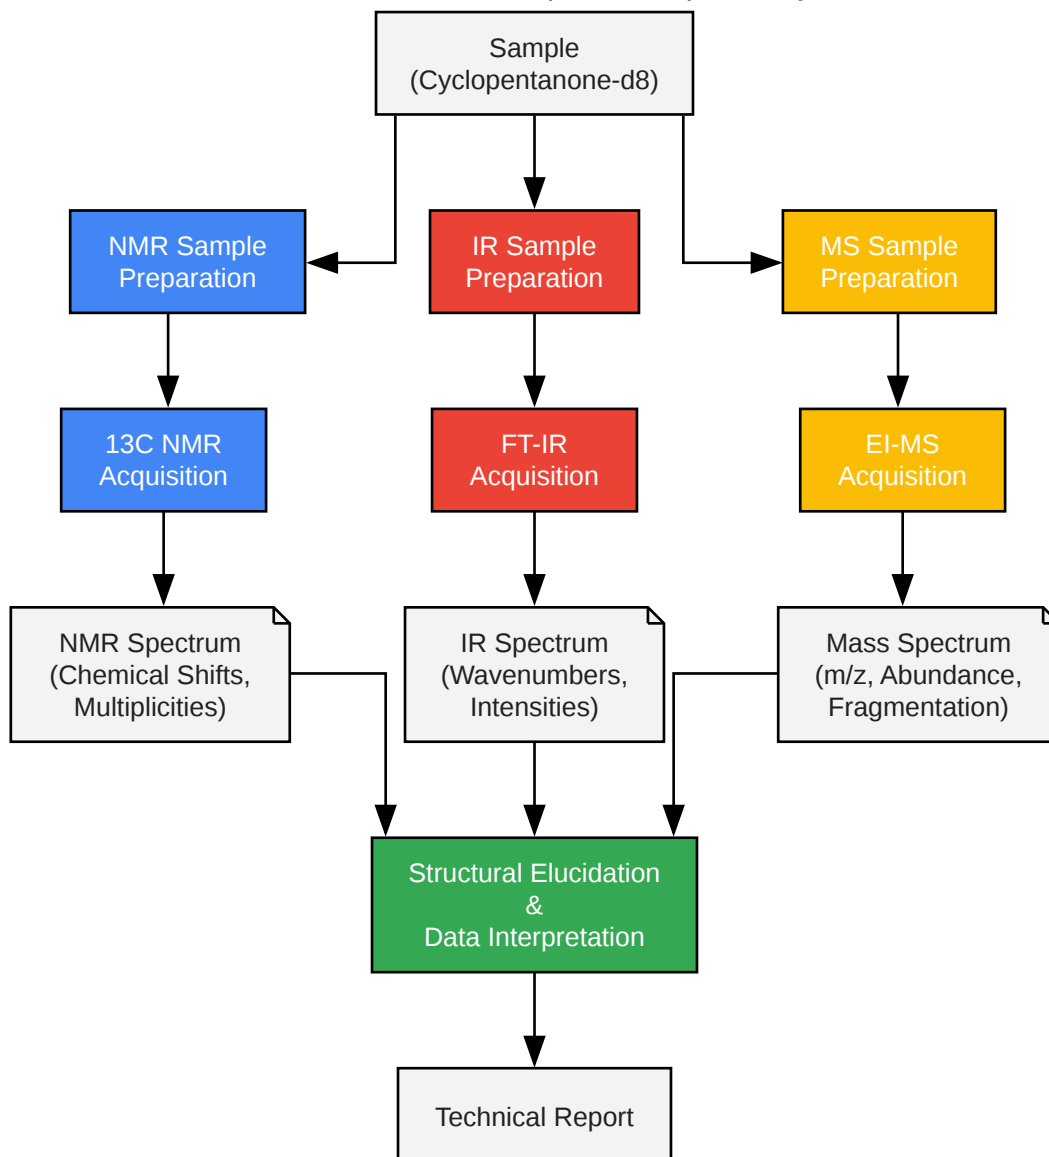 Sample
(Cyclopentanone-d8)
NMR Sample
Preparation
IR Sample
Preparation
MS Sample
Preparation
13C NMR
Acquisition
FT-IR
Acquisition
EI-MS
Acquisition
NMR Spectrum
(Chemical Shifts,
Multiplicities)
IR Spectrum
(Wavenumbers,
Intensities)
Mass Spectrum
(m/z, Abundance,
Fragmentation)
Structural Elucidation
&
Data Interpretation
Technical Report